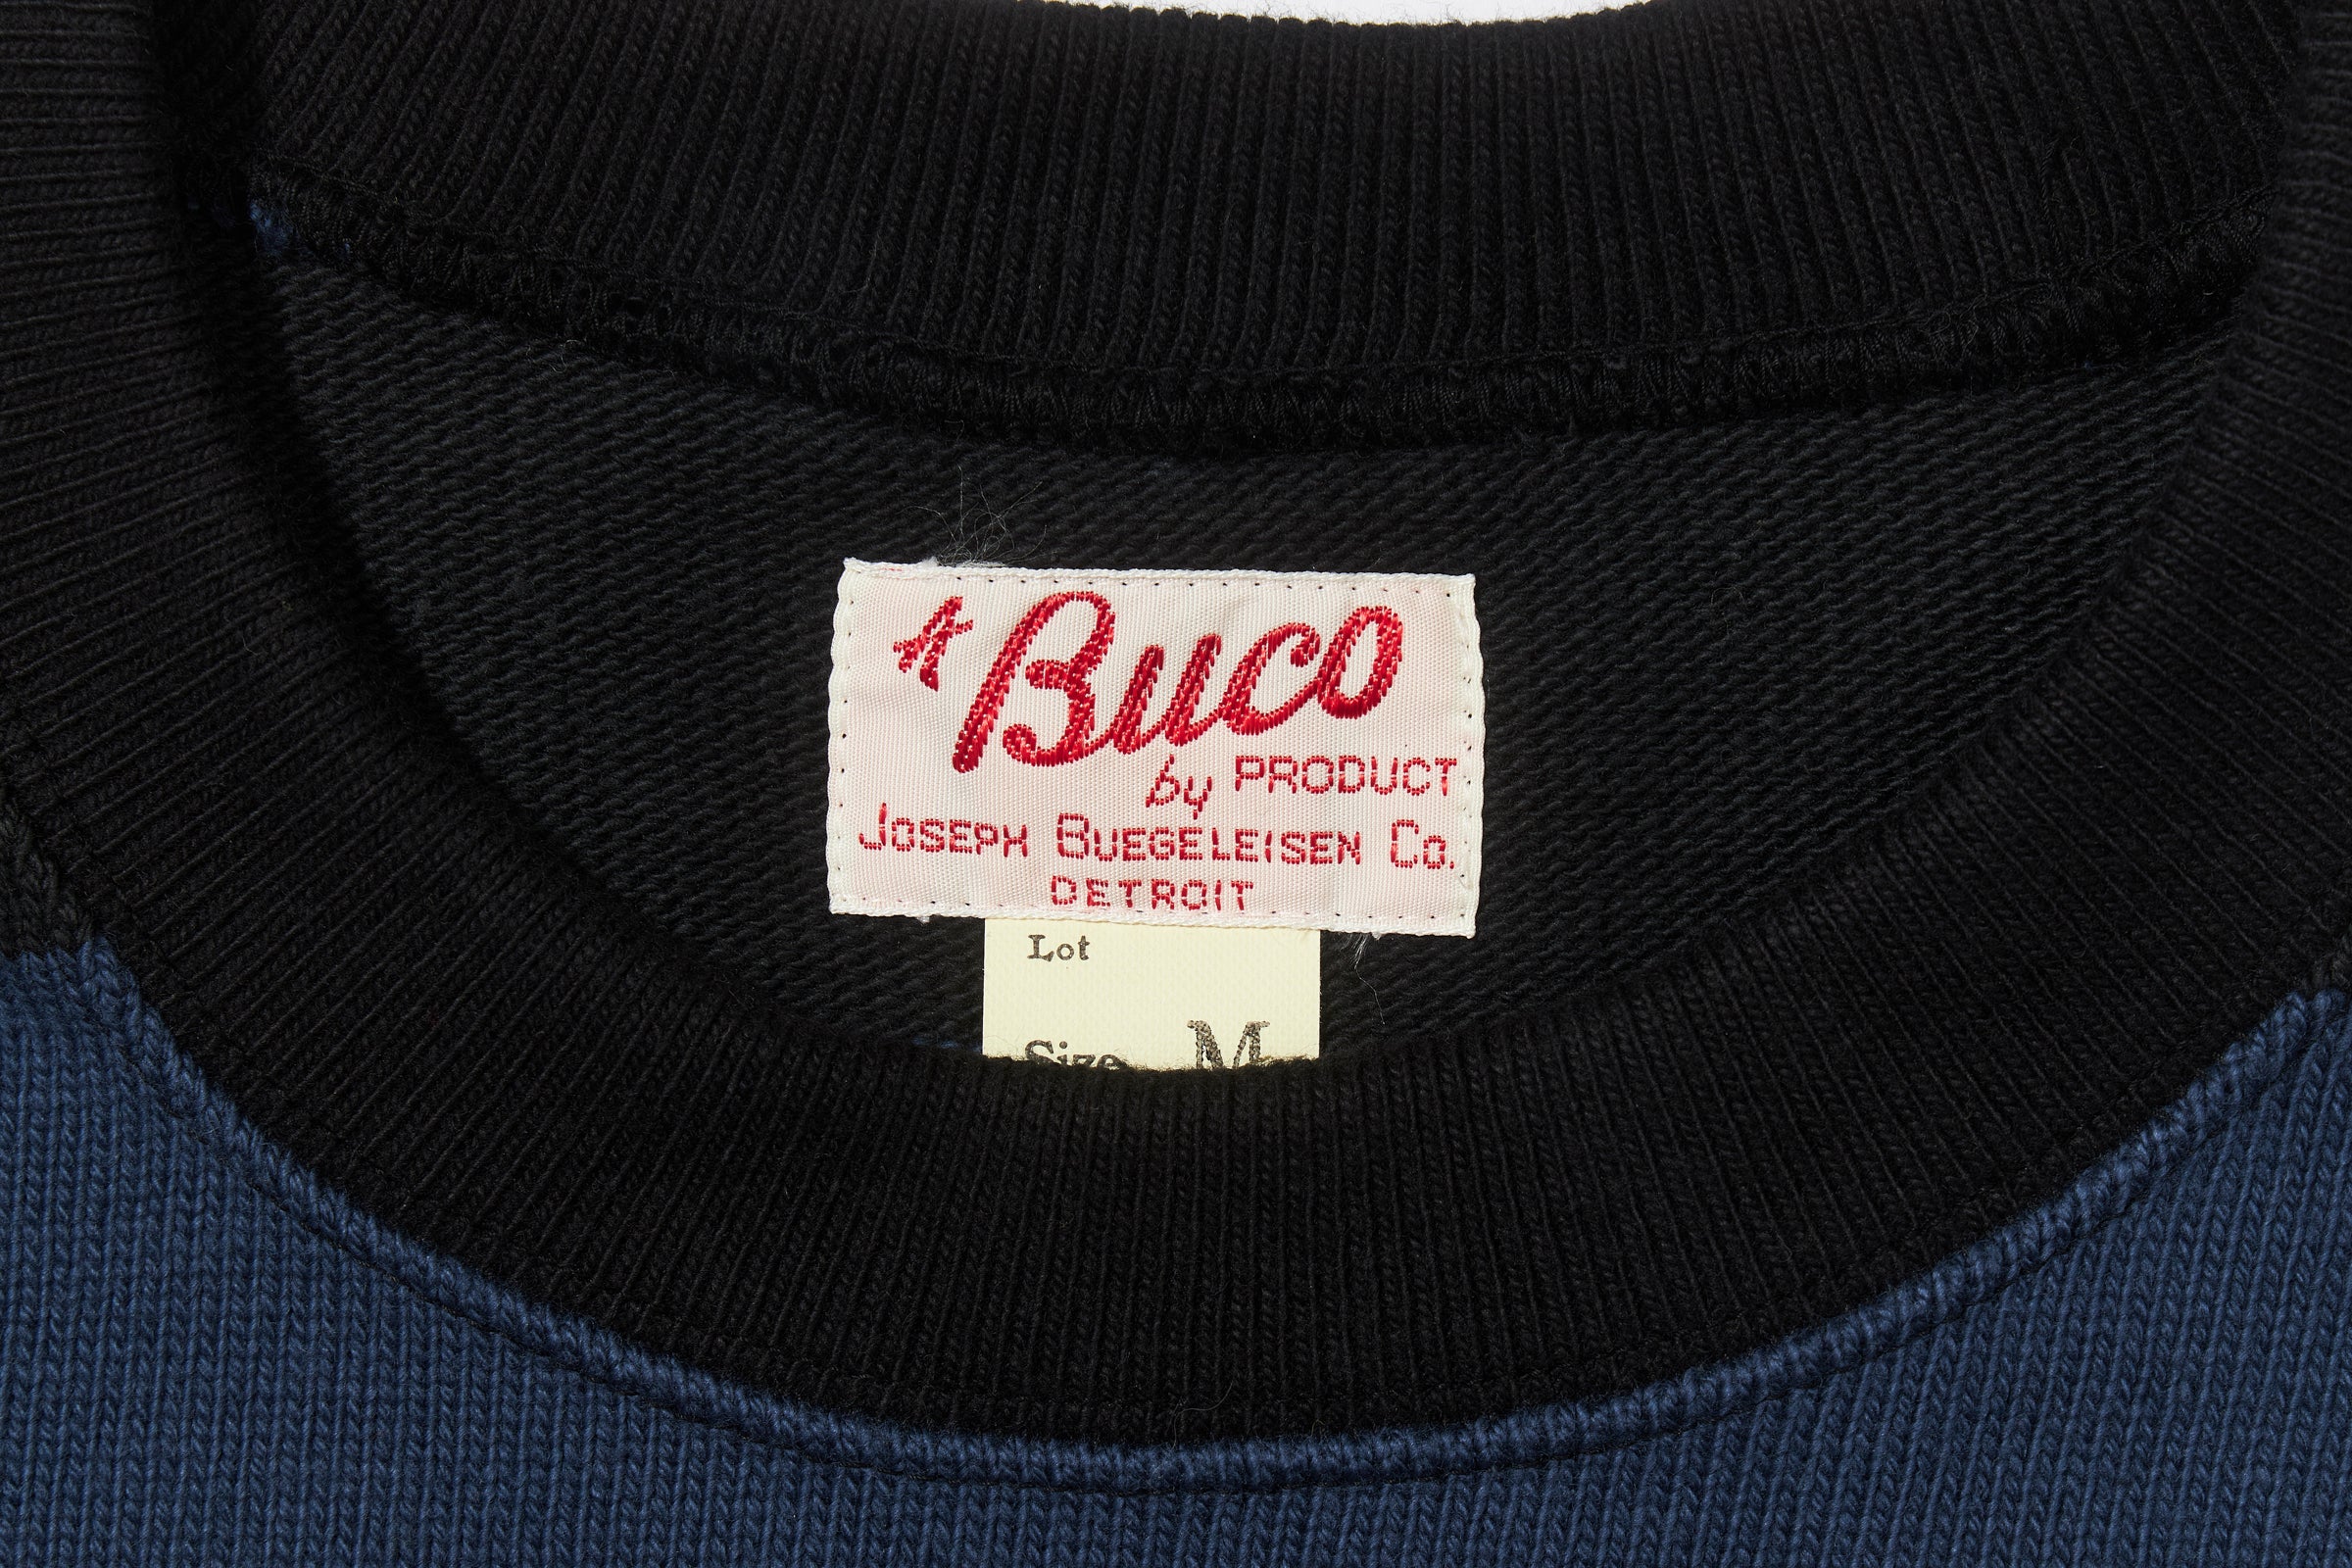 A Buco
by PRODUCT
JOSEPH BUEGELEISEN CO.
DETROIT
Lot
Size M